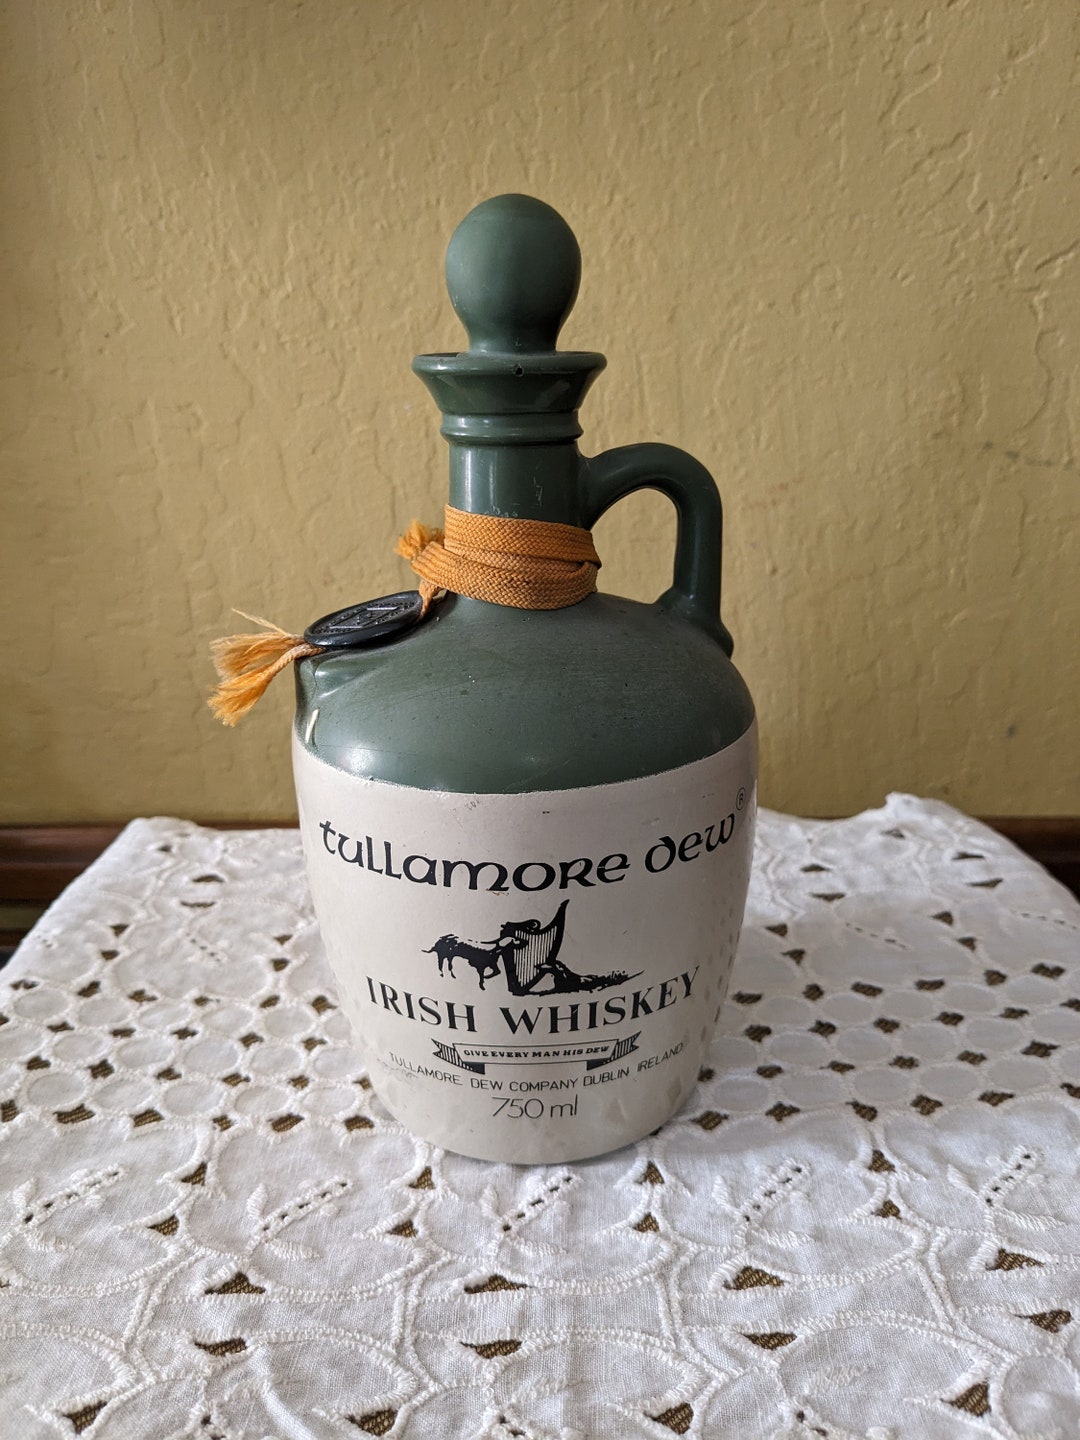 tullamore dew®
IRISH WHISKEY
GIVE EVERY MAN HIS DEW
TULLAMORE DEW COMPANY DUBLIN IRELAND.
750 ml